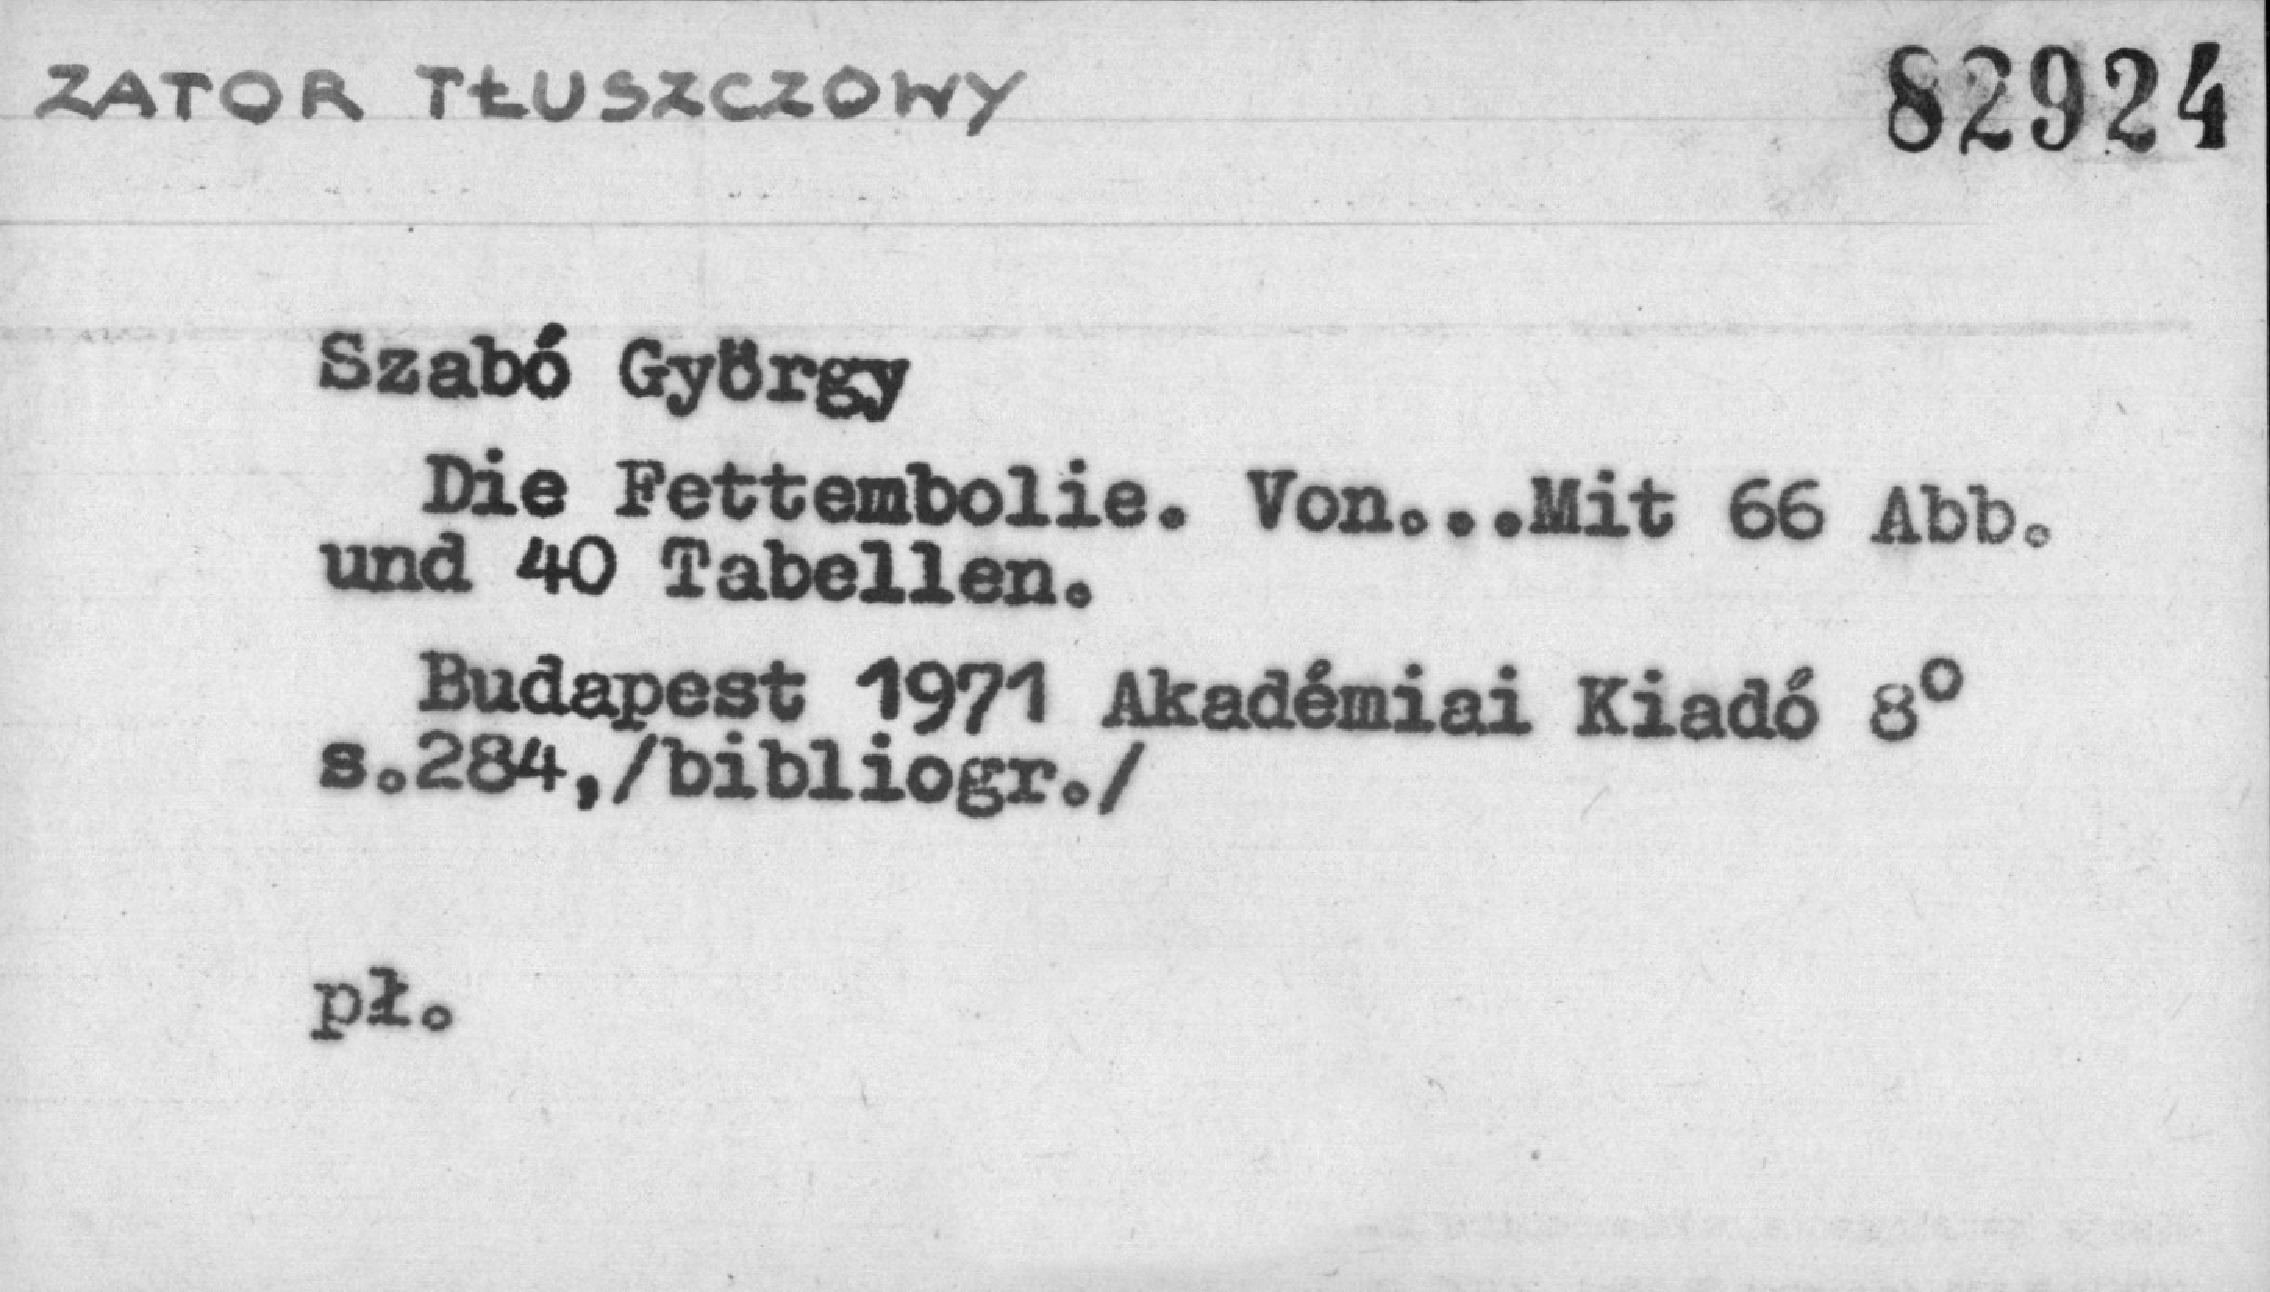 ZATOR TŁUSZCZOWY
82924
Szabó György
Die Fettembolie. Von...Mit 66 Abb.
und 40 Tabellen.
Budapest 1971 Akadémiai Kiadó 8°
s.284,/bibliogr./
pł.